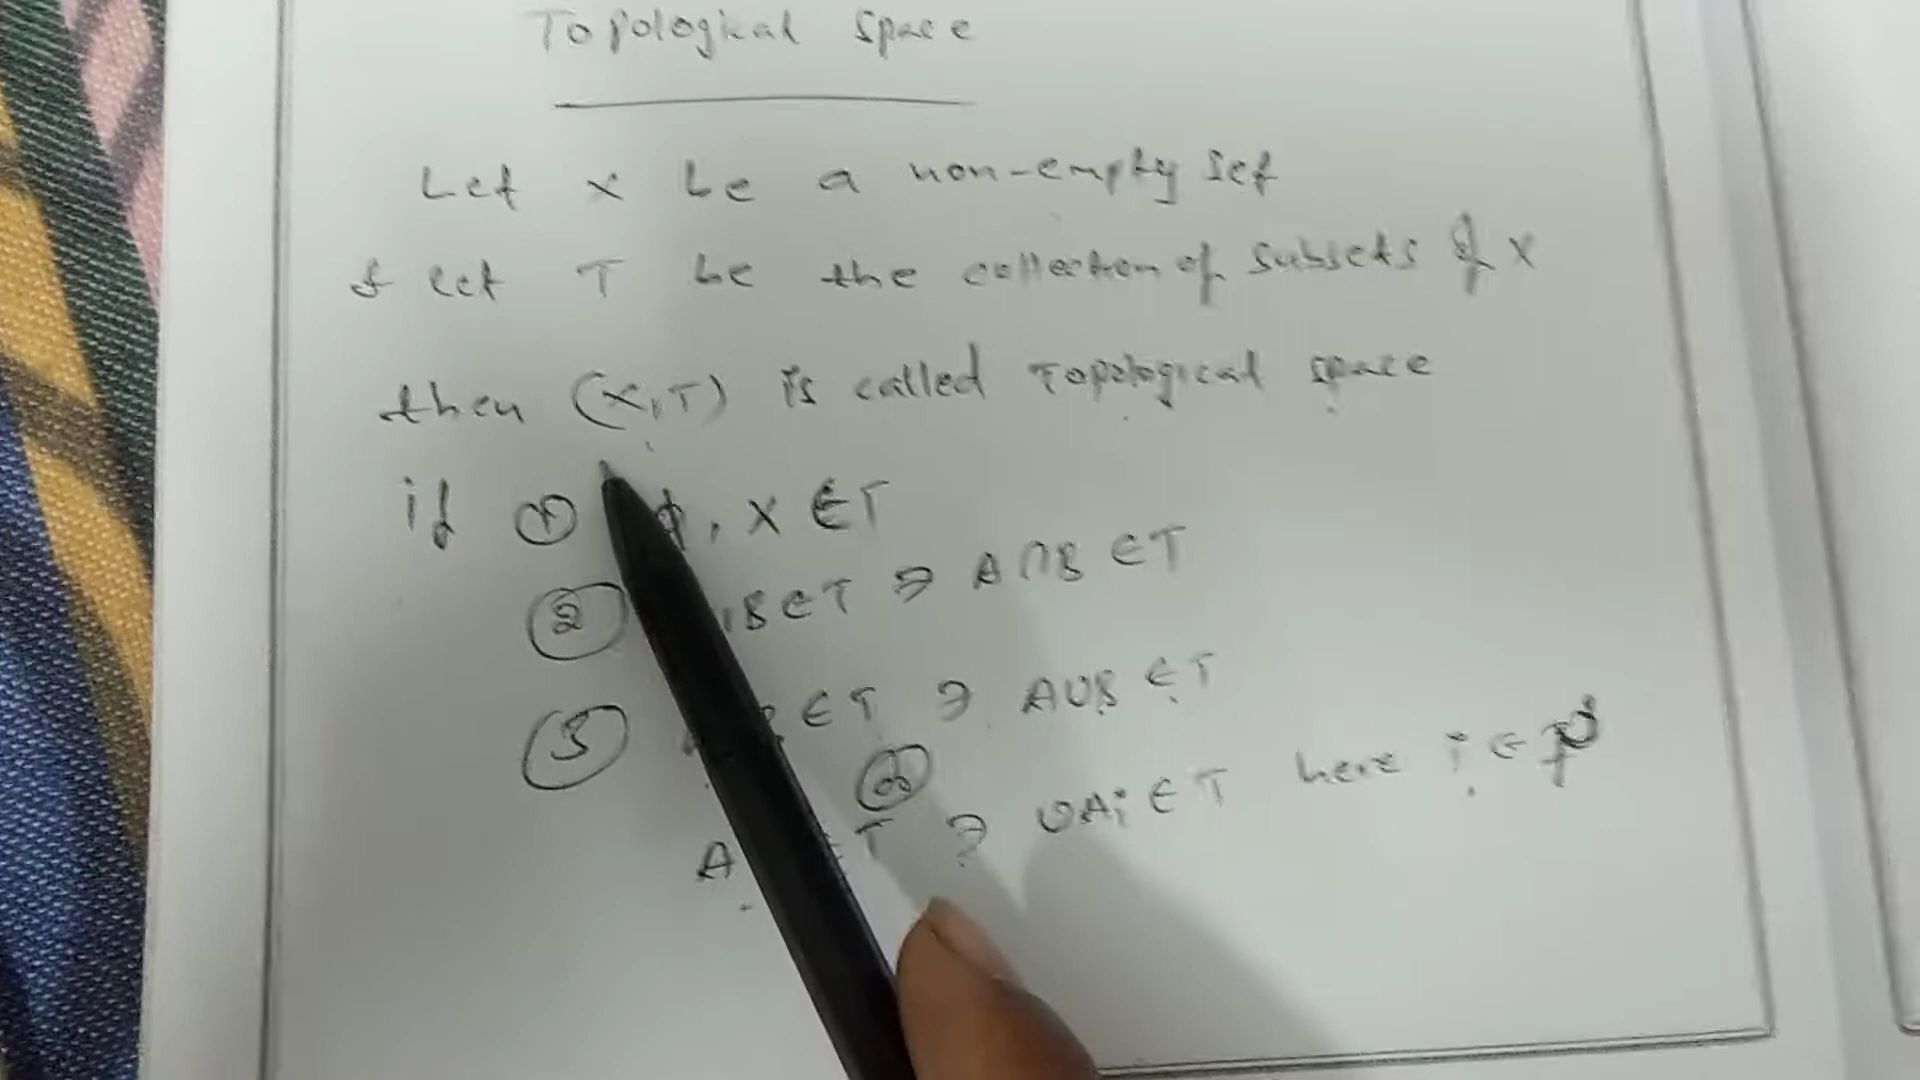 Topological Space
Let X be a non-empty set
& let T be the collection of subsets of X
then (X,T) is called Topological space
if ① ϕ, X ∈ T
② B ∈ T ⇒ A∩B ∈ T
③ ∈ T ⇒ A∪B ∈ T
A T ⇒ ∪Ai ∈ T here i ∈